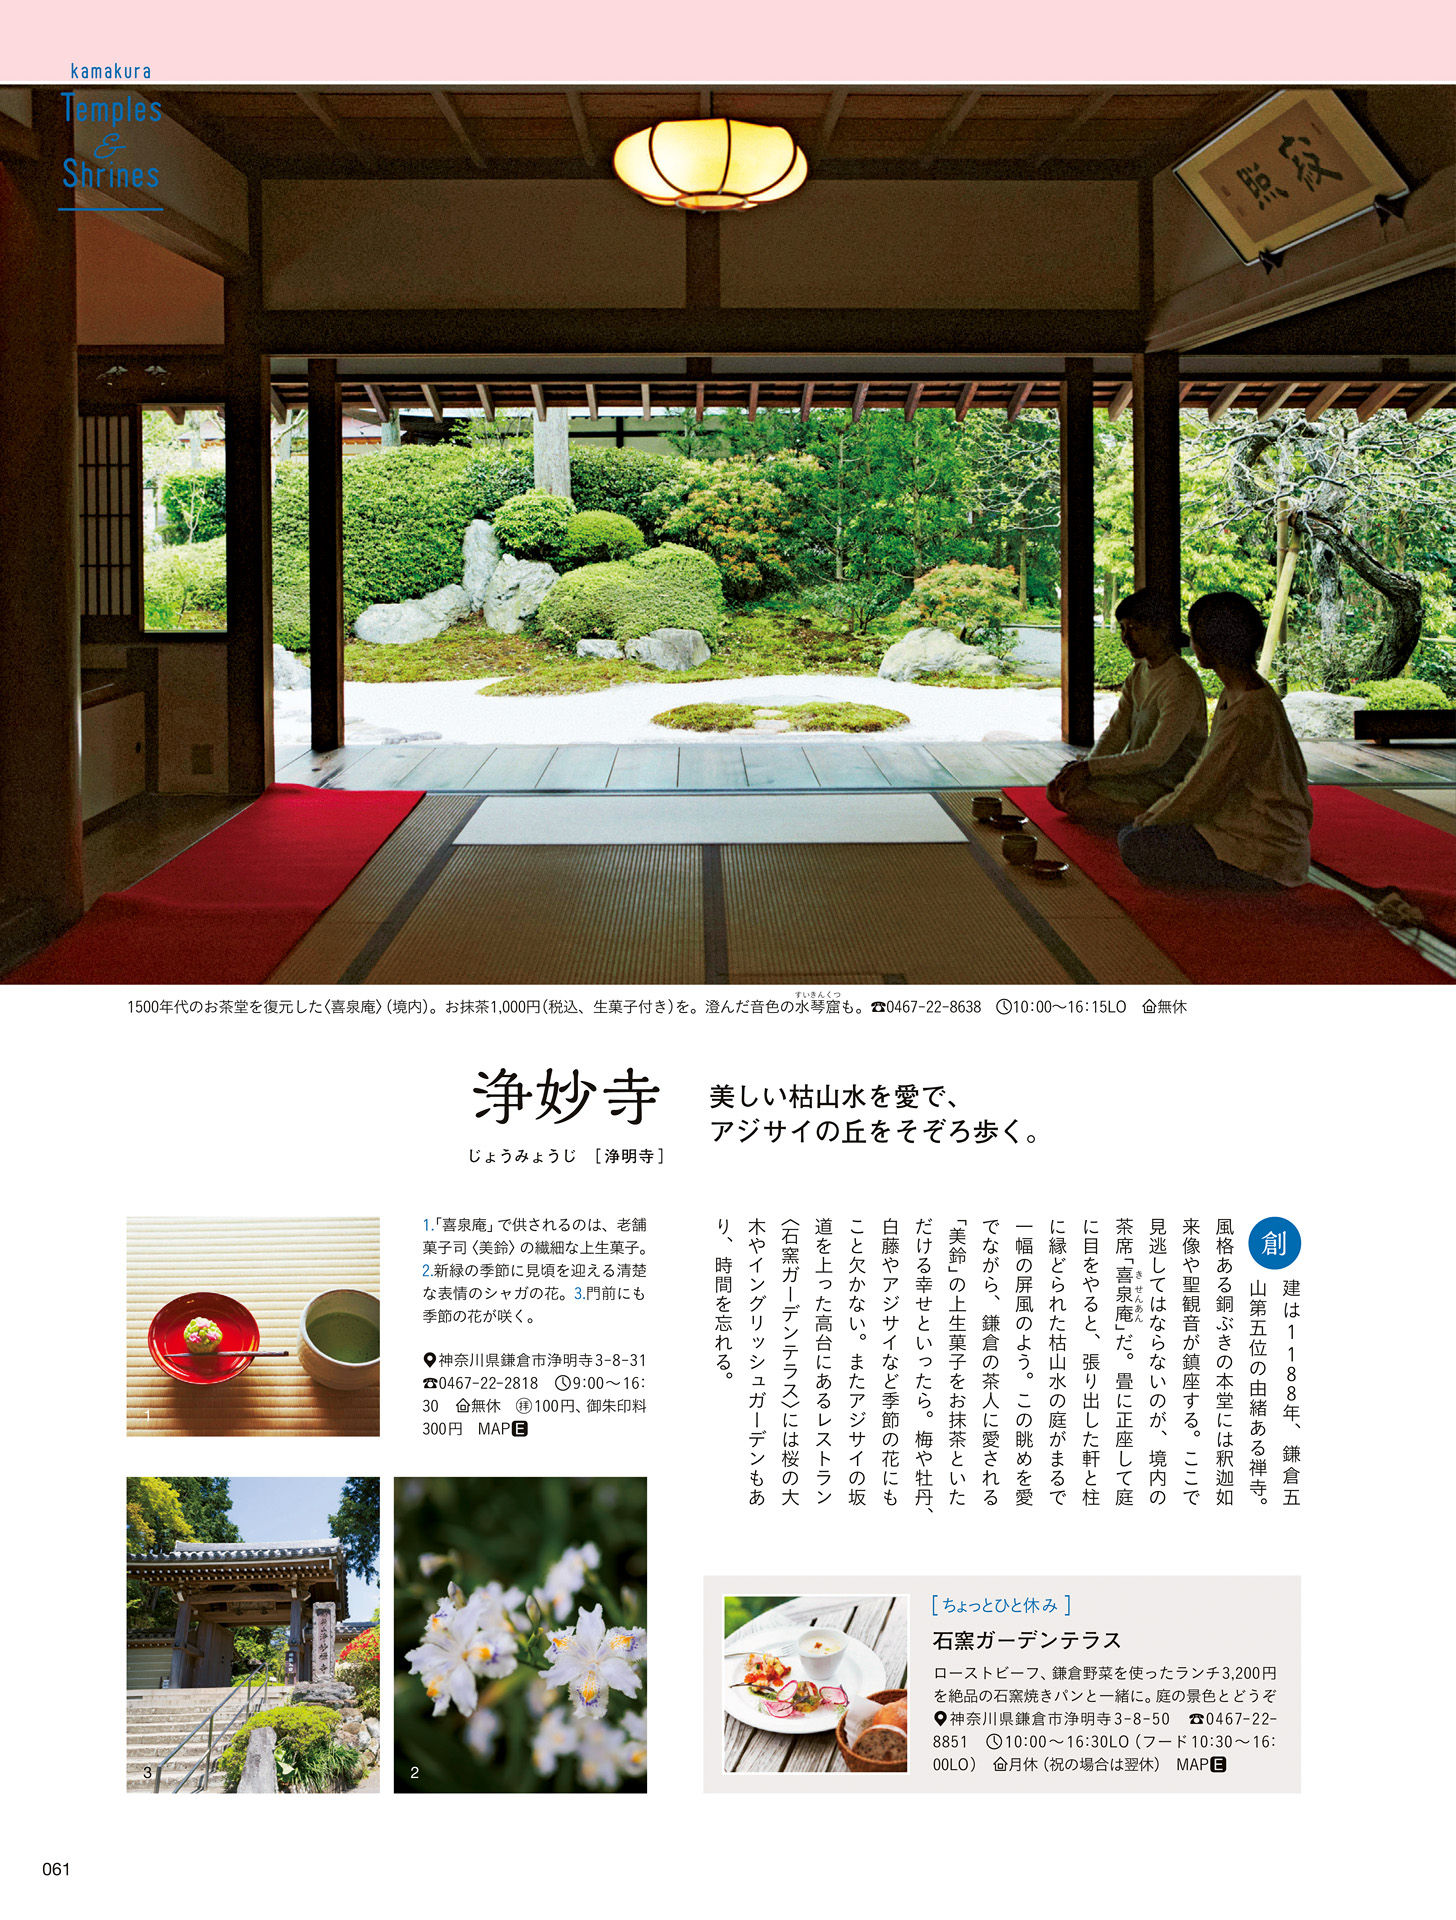 kamakura
Temples
&
Shrines
寂照
1500年代のお茶堂を復元した〈喜泉庵〉（境内）。お抹茶1,000円（税込、生菓子付き）を。澄んだ音色の水琴窟も。☎0467-22-8638　10：00〜16：15LO　無休
すいきんくつ
浄妙寺
じょうみょうじ　［浄明寺］
美しい枯山水を愛で、
アジサイの丘をそぞろ歩く。
創建は1188年、鎌倉五
山第五位の由緒ある禅寺。
風格ある銅ぶきの本堂には釈迦如
来像や聖観音が鎮座する。ここで
見逃してはならないのが、境内の
茶席「喜泉庵」だ。畳に正座して庭
きせんあん
に目をやると、張り出した軒と柱
に縁どられた枯山水の庭がまるで
一幅の屏風のよう。この眺めを愛
でながら、鎌倉の茶人に愛される
「美鈴」の上生菓子をお抹茶といた
だける幸せといったら。梅や牡丹、
白藤やアジサイなど季節の花にも
こと欠かない。またアジサイの坂
道を上った高台にあるレストラン
〈石窯ガーデンテラス〉には桜の大
木やイングリッシュガーデンもあ
り、時間を忘れる。
1.「喜泉庵」で供されるのは、老舗
菓子司〈美鈴〉の繊細な上生菓子。
2.新緑の季節に見頃を迎える清楚
な表情のシャガの花。3.門前にも
季節の花が咲く。
神奈川県鎌倉市浄明寺3-8-31
☎0467-22-2818　9：00〜16：
30　無休　拝100円、御朱印料
300円　MAP E
1
3
2
［ちょっとひと休み］
石窯ガーデンテラス
ローストビーフ、鎌倉野菜を使ったランチ3,200円
を絶品の石窯焼きパンと一緒に。庭の景色とどうぞ
神奈川県鎌倉市浄明寺3-8-50　☎0467-22-
8851　10：00〜16：30LO（フード10：30〜16：
00LO）　月休（祝の場合は翌休）　MAP E
061